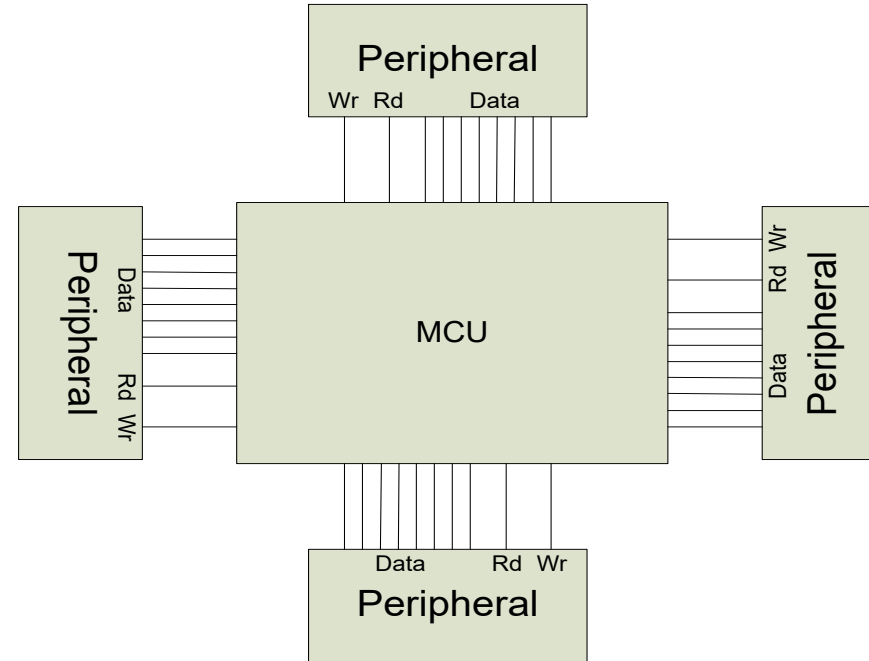 Peripheral
Wr Rd Data
Peripheral
Data
Rd Wr
MCU
Wr
Rd
Data
Peripheral
Data Rd Wr
Peripheral